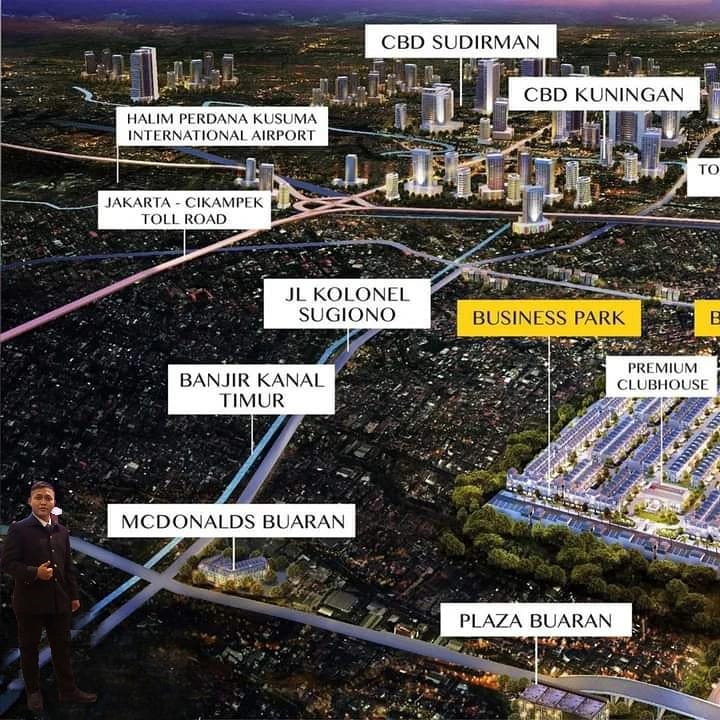 CBD SUDIRMAN
CBD KUNINGAN
HALIM PERDANA KUSUMA
INTERNATIONAL AIRPORT
TO
JAKARTA - CIKAMPEK
TOLL ROAD
JL KOLONEL
SUGIONO
BUSINESS PARK
B
PREMIUM
CLUBHOUSE
BANJIR KANAL
TIMUR
MCDONALDS BUARAN
PLAZA BUARAN